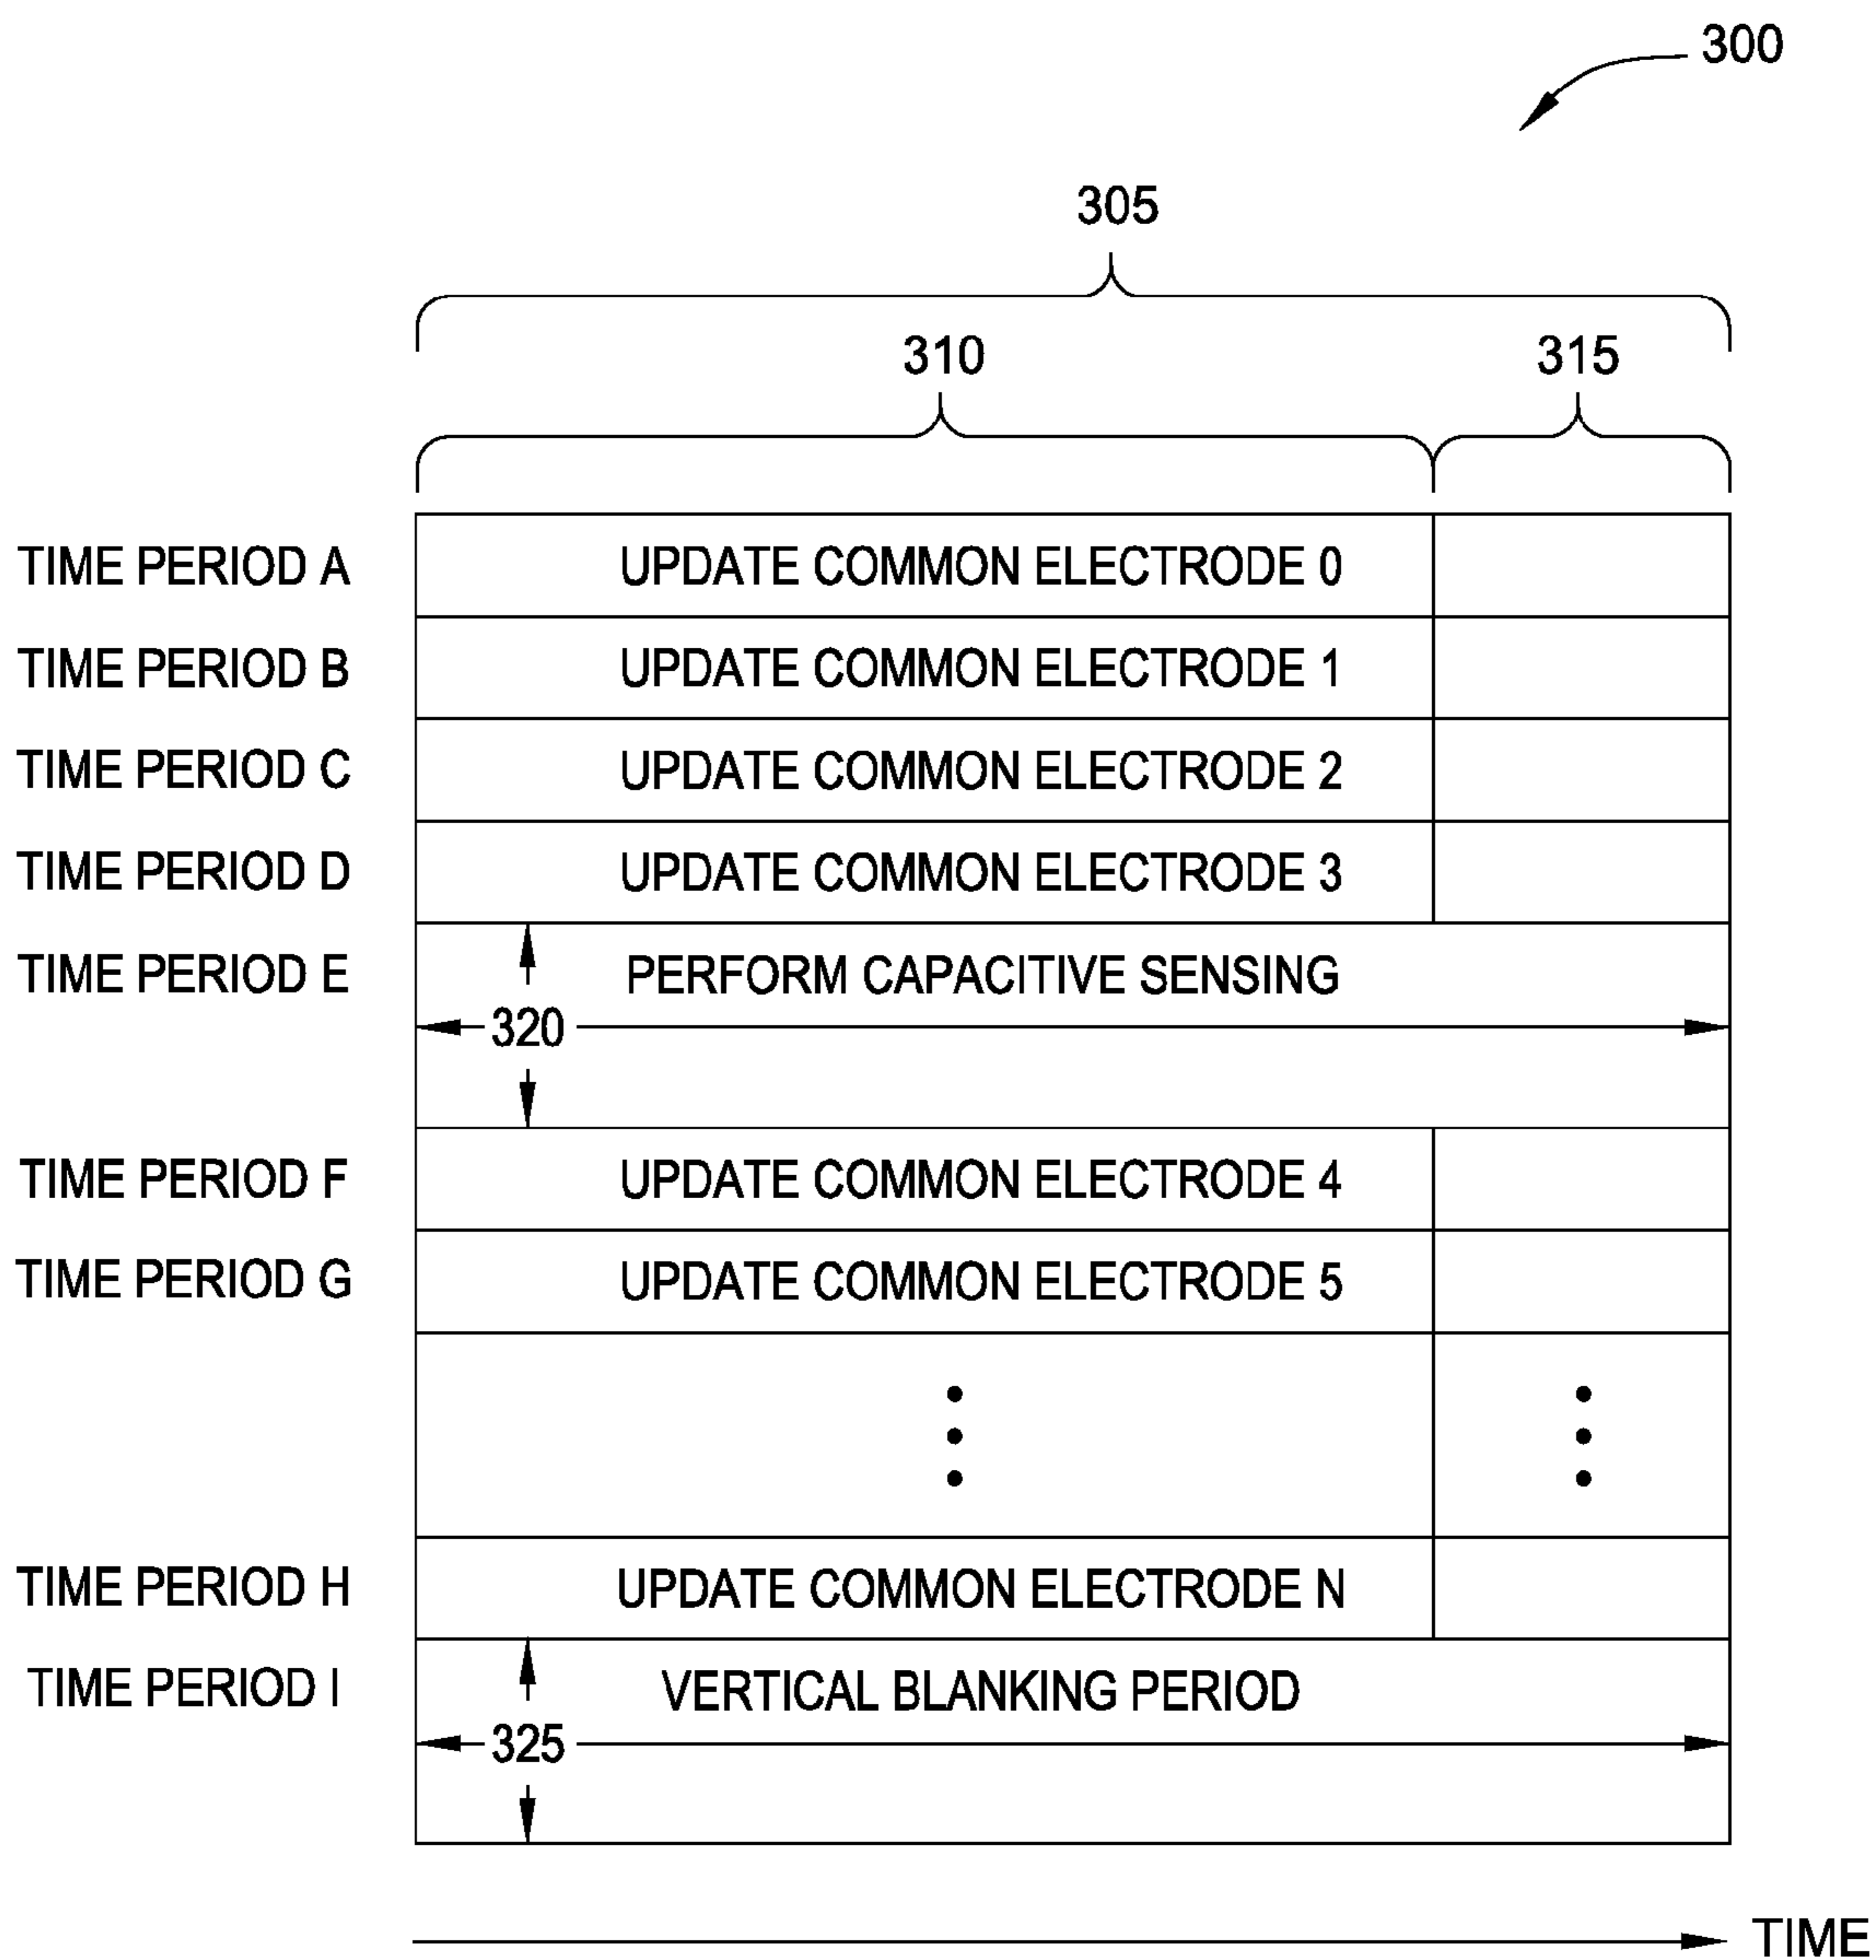 300
305
310 315
TIME PERIOD A UPDATE COMMON ELECTRODE 0
TIME PERIOD B UPDATE COMMON ELECTRODE 1
TIME PERIOD C UPDATE COMMON ELECTRODE 2
TIME PERIOD D UPDATE COMMON ELECTRODE 3
TIME PERIOD E PERFORM CAPACITIVE SENSING
320
TIME PERIOD F UPDATE COMMON ELECTRODE 4
TIME PERIOD G UPDATE COMMON ELECTRODE 5
TIME PERIOD H UPDATE COMMON ELECTRODE N
TIME PERIOD I VERTICAL BLANKING PERIOD
325
TIME